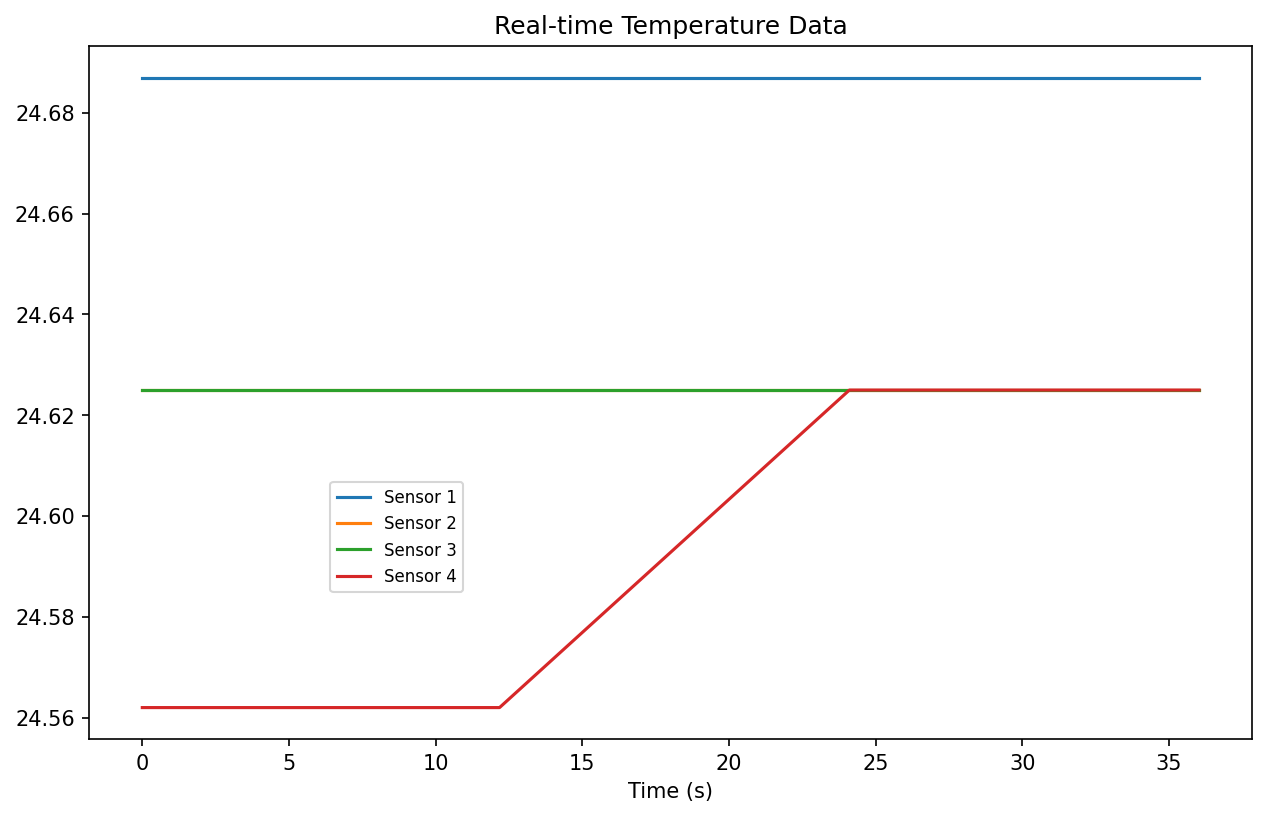 Real-time Temperature Data
24.68
24.66
24.64
24.62
24.60
24.58
24.56
Sensor 1
Sensor 2
Sensor 3
Sensor 4
0 5 10 15 20 25 30 35
Time (s)